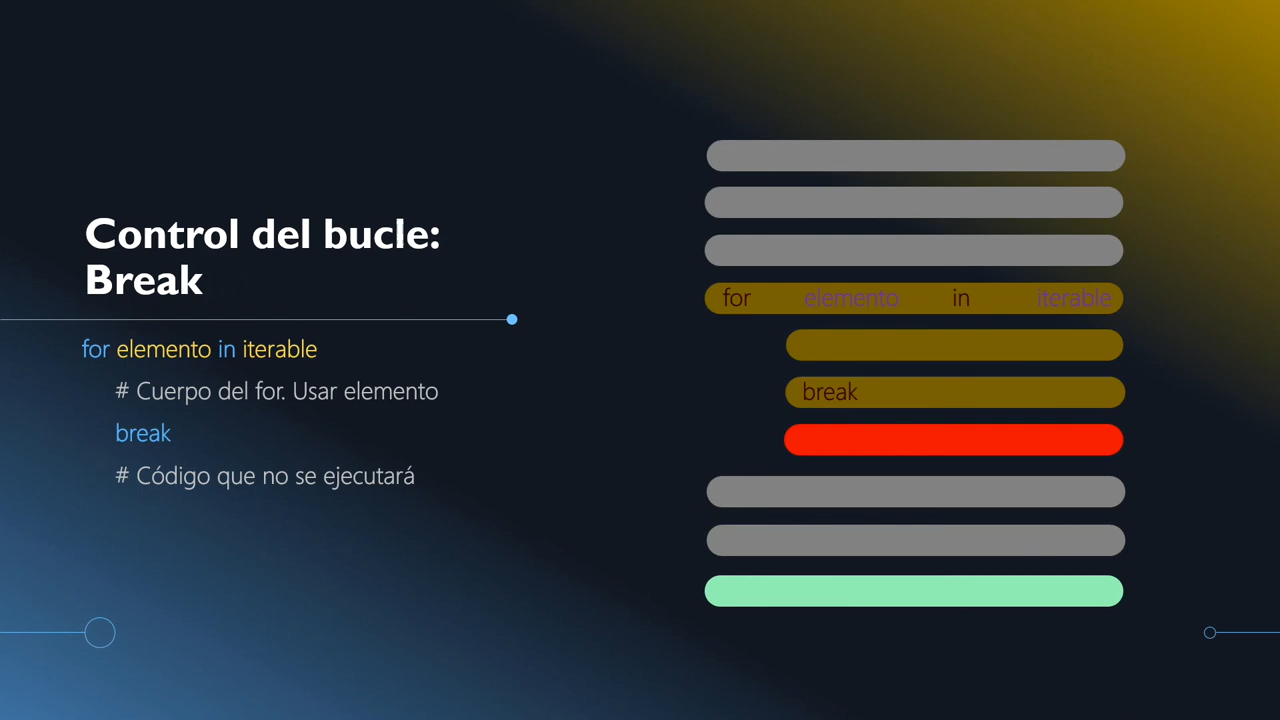 Control del bucle:
Break
for elemento in iterable
# Cuerpo del for. Usar elemento
break
# Código que no se ejecutará
for elemento in iterable
break